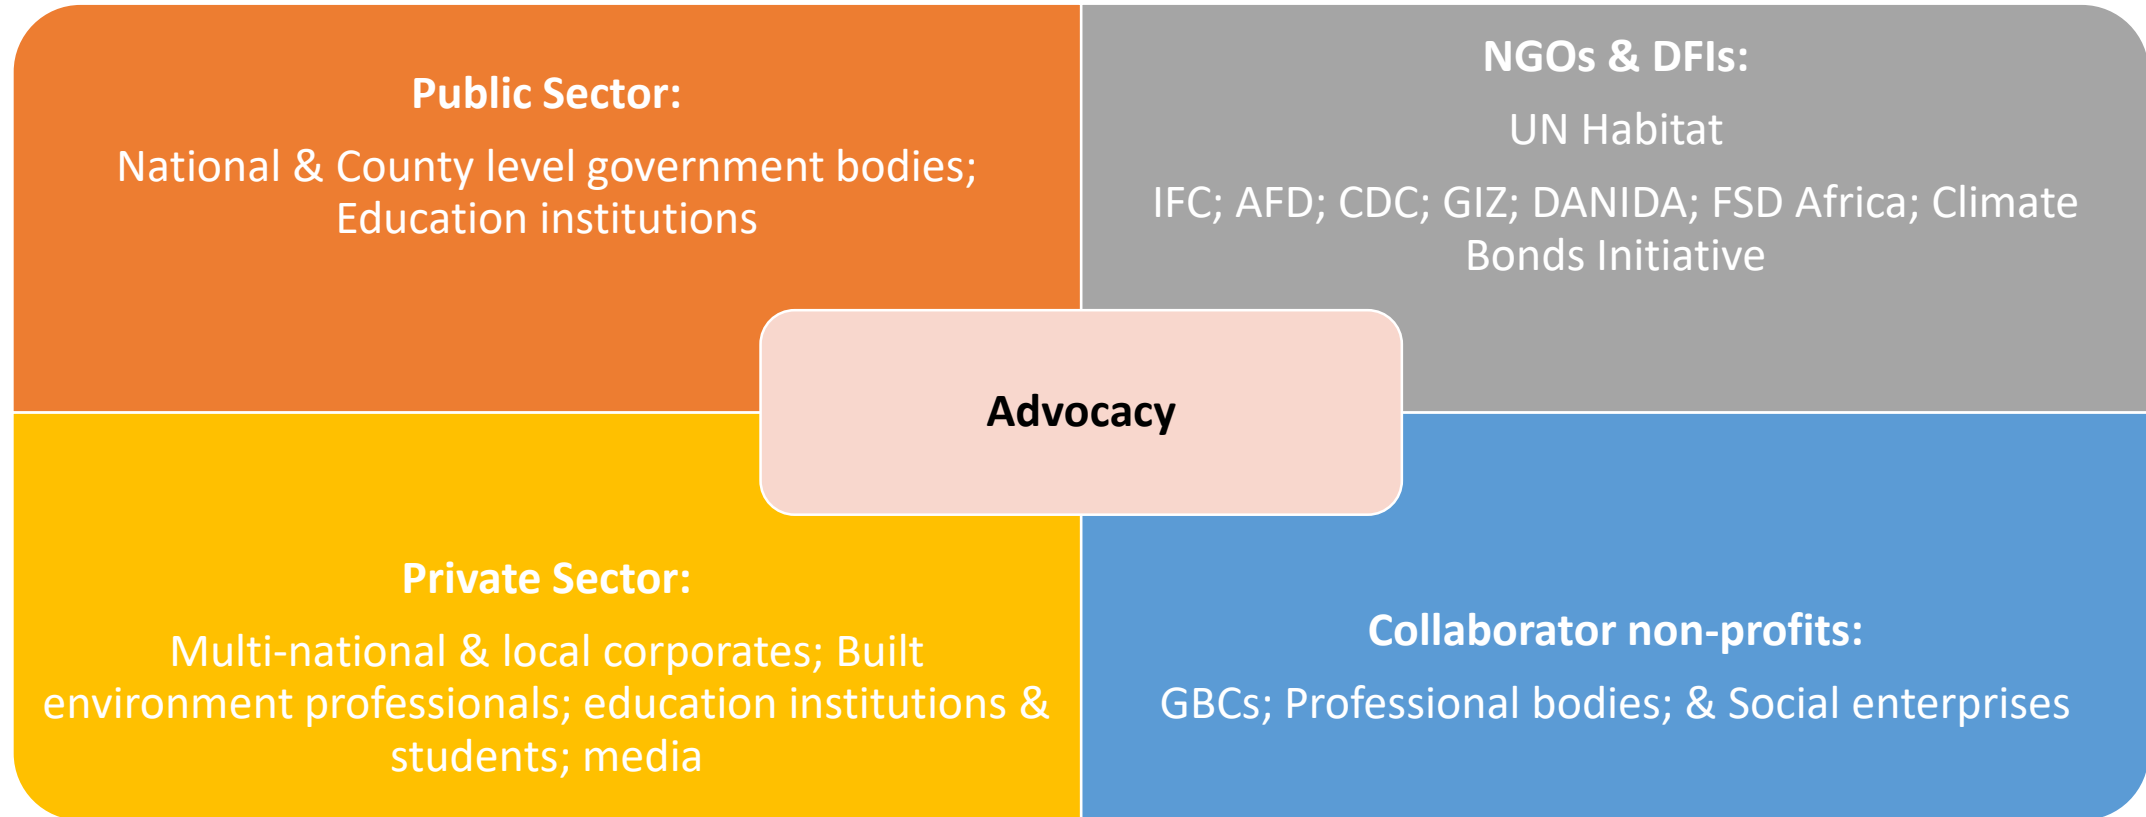 Public Sector:
National & County level government bodies;
Education institutions
NGOs & DFIs:
UN Habitat
IFC; AFD; CDC; GIZ; DANIDA; FSD Africa; Climate
Bonds Initiative
Advocacy
Private Sector:
Multi-national & local corporates; Built
environment professionals; education institutions &
students; media
Collaborator non-profits:
GBCs; Professional bodies; & Social enterprises